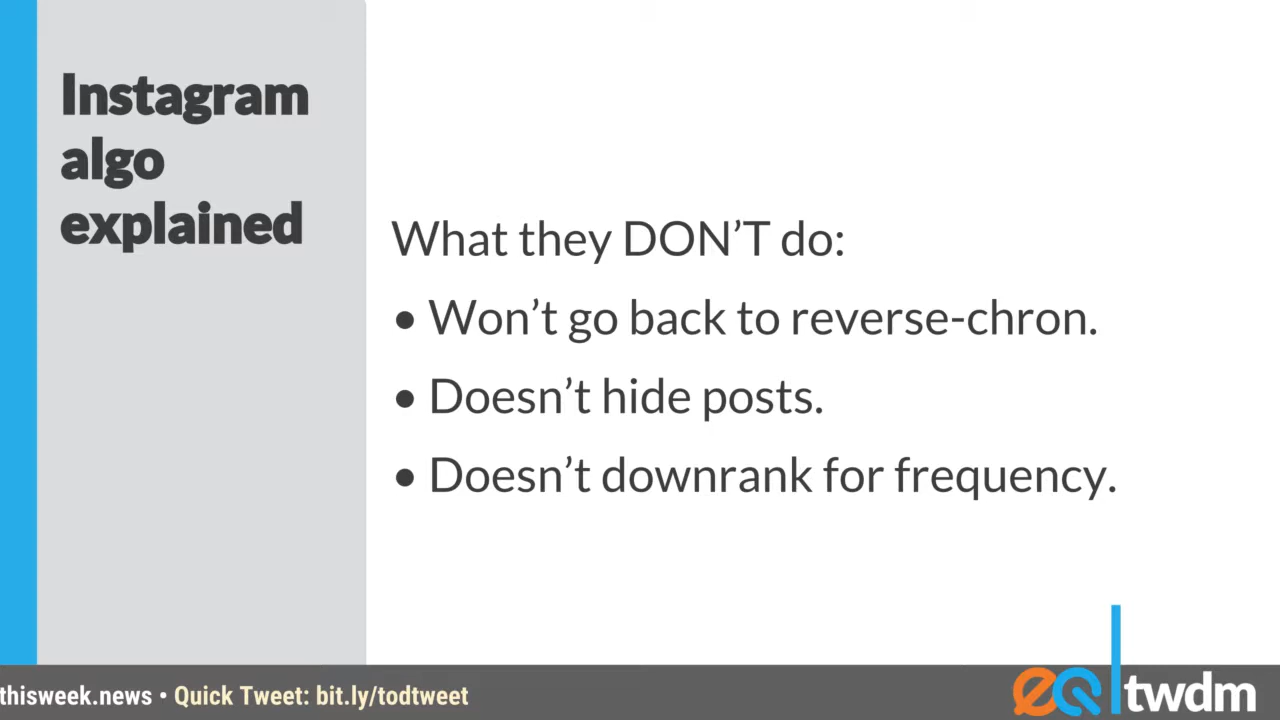 Instagram
algo
explained
What they DON’T do:
• Won’t go back to reverse-chron.
• Doesn’t hide posts.
• Doesn’t downrank for frequency.
thisweek.news • Quick Tweet: bit.ly/todtweet
eq twdm